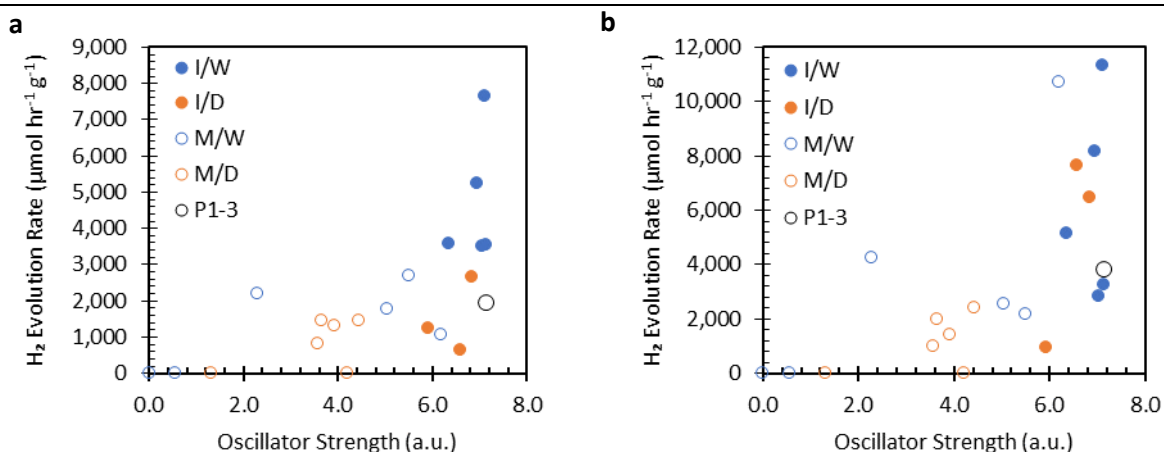 a
9,000
8,000
7,000
6,000
5,000
4,000
3,000
2,000
1,000
0
H₂ Evolution Rate (µmol hr⁻¹ g⁻¹)
I/W
I/D
M/W
M/D
P1-3
0.0 2.0 4.0 6.0 8.0
Oscillator Strength (a.u.)
b
12,000
10,000
8,000
6,000
4,000
2,000
0
H₂ Evolution Rate (µmol hr⁻¹ g⁻¹)
I/W
I/D
M/W
M/D
P1-3
0.0 2.0 4.0 6.0 8.0
Oscillator Strength (a.u.)